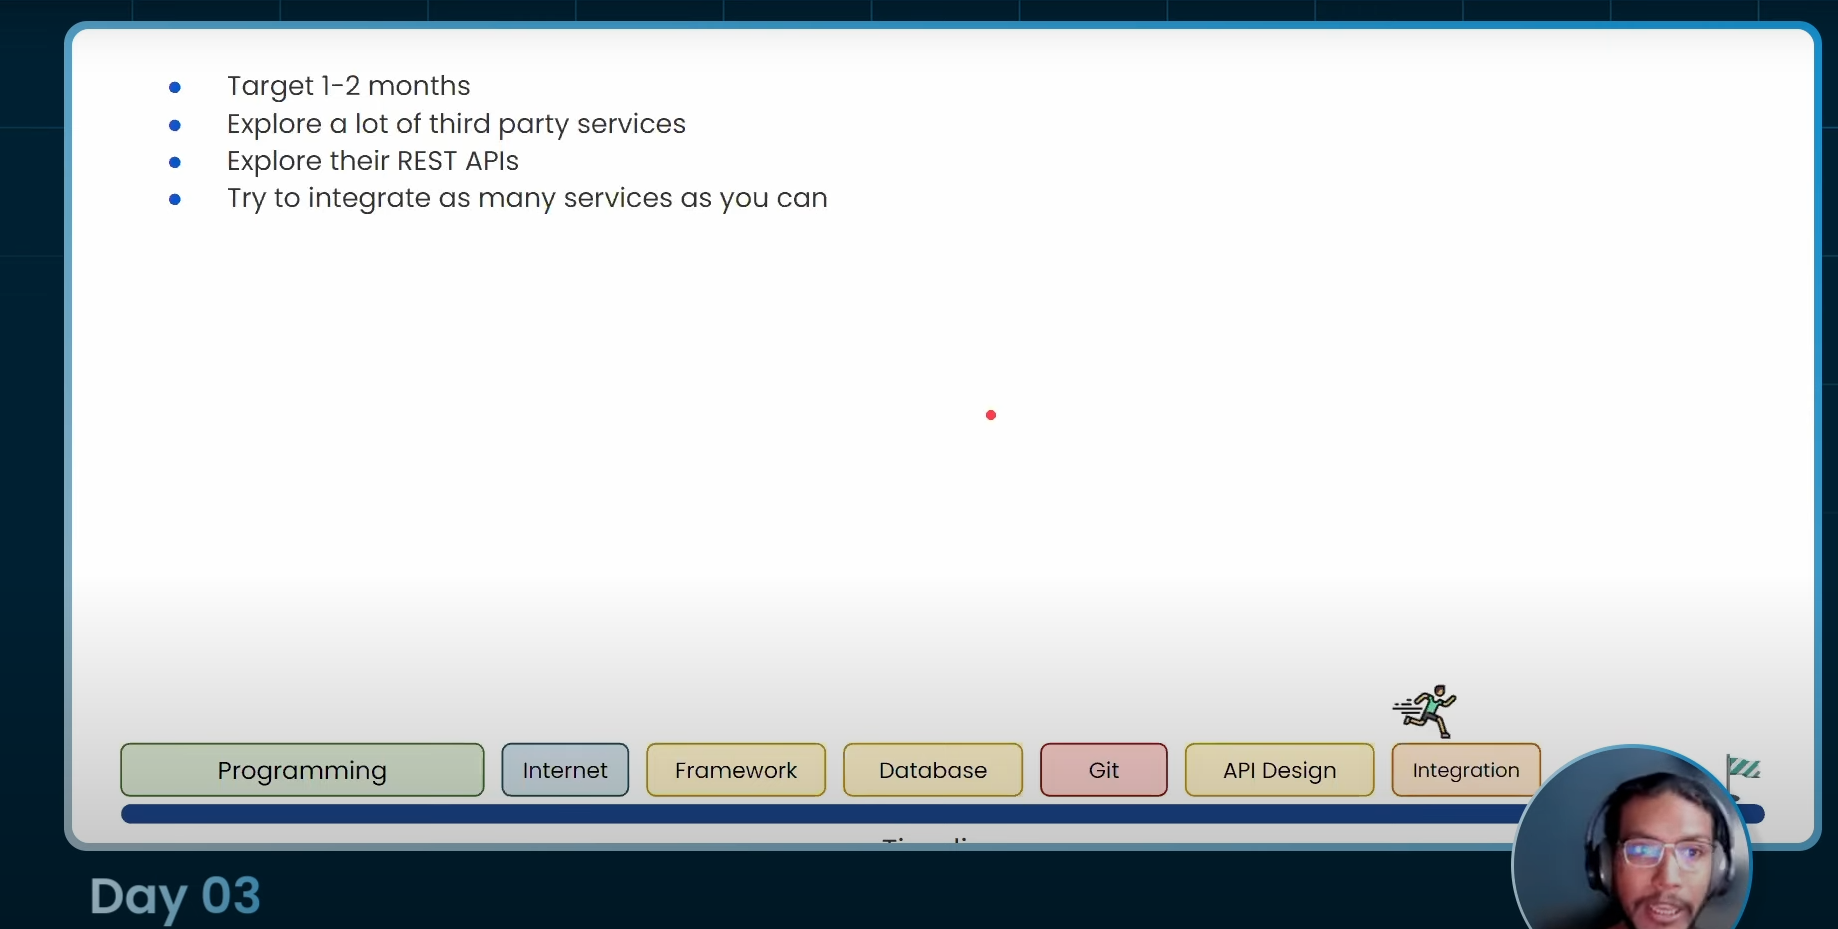 Target 1-2 months
Explore a lot of third party services
Explore their REST APIs
Try to integrate as many services as you can
Programming
Internet
Framework
Database
Git
API Design
Integration
Day 03